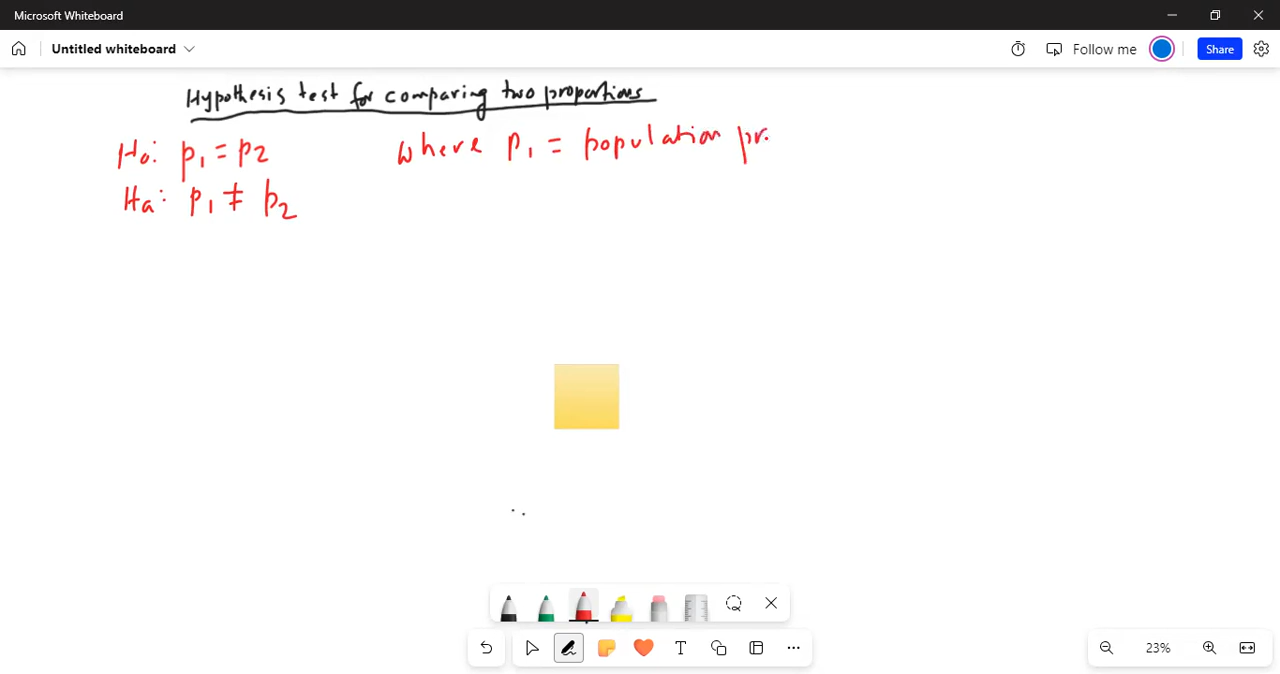 Microsoft Whiteboard
Untitled whiteboard
Follow me
Share
Hypothesis test for comparing two proportions
Ho: p1 = p2 where p1 = population pr
Ha: p1 ≠ p2
23%